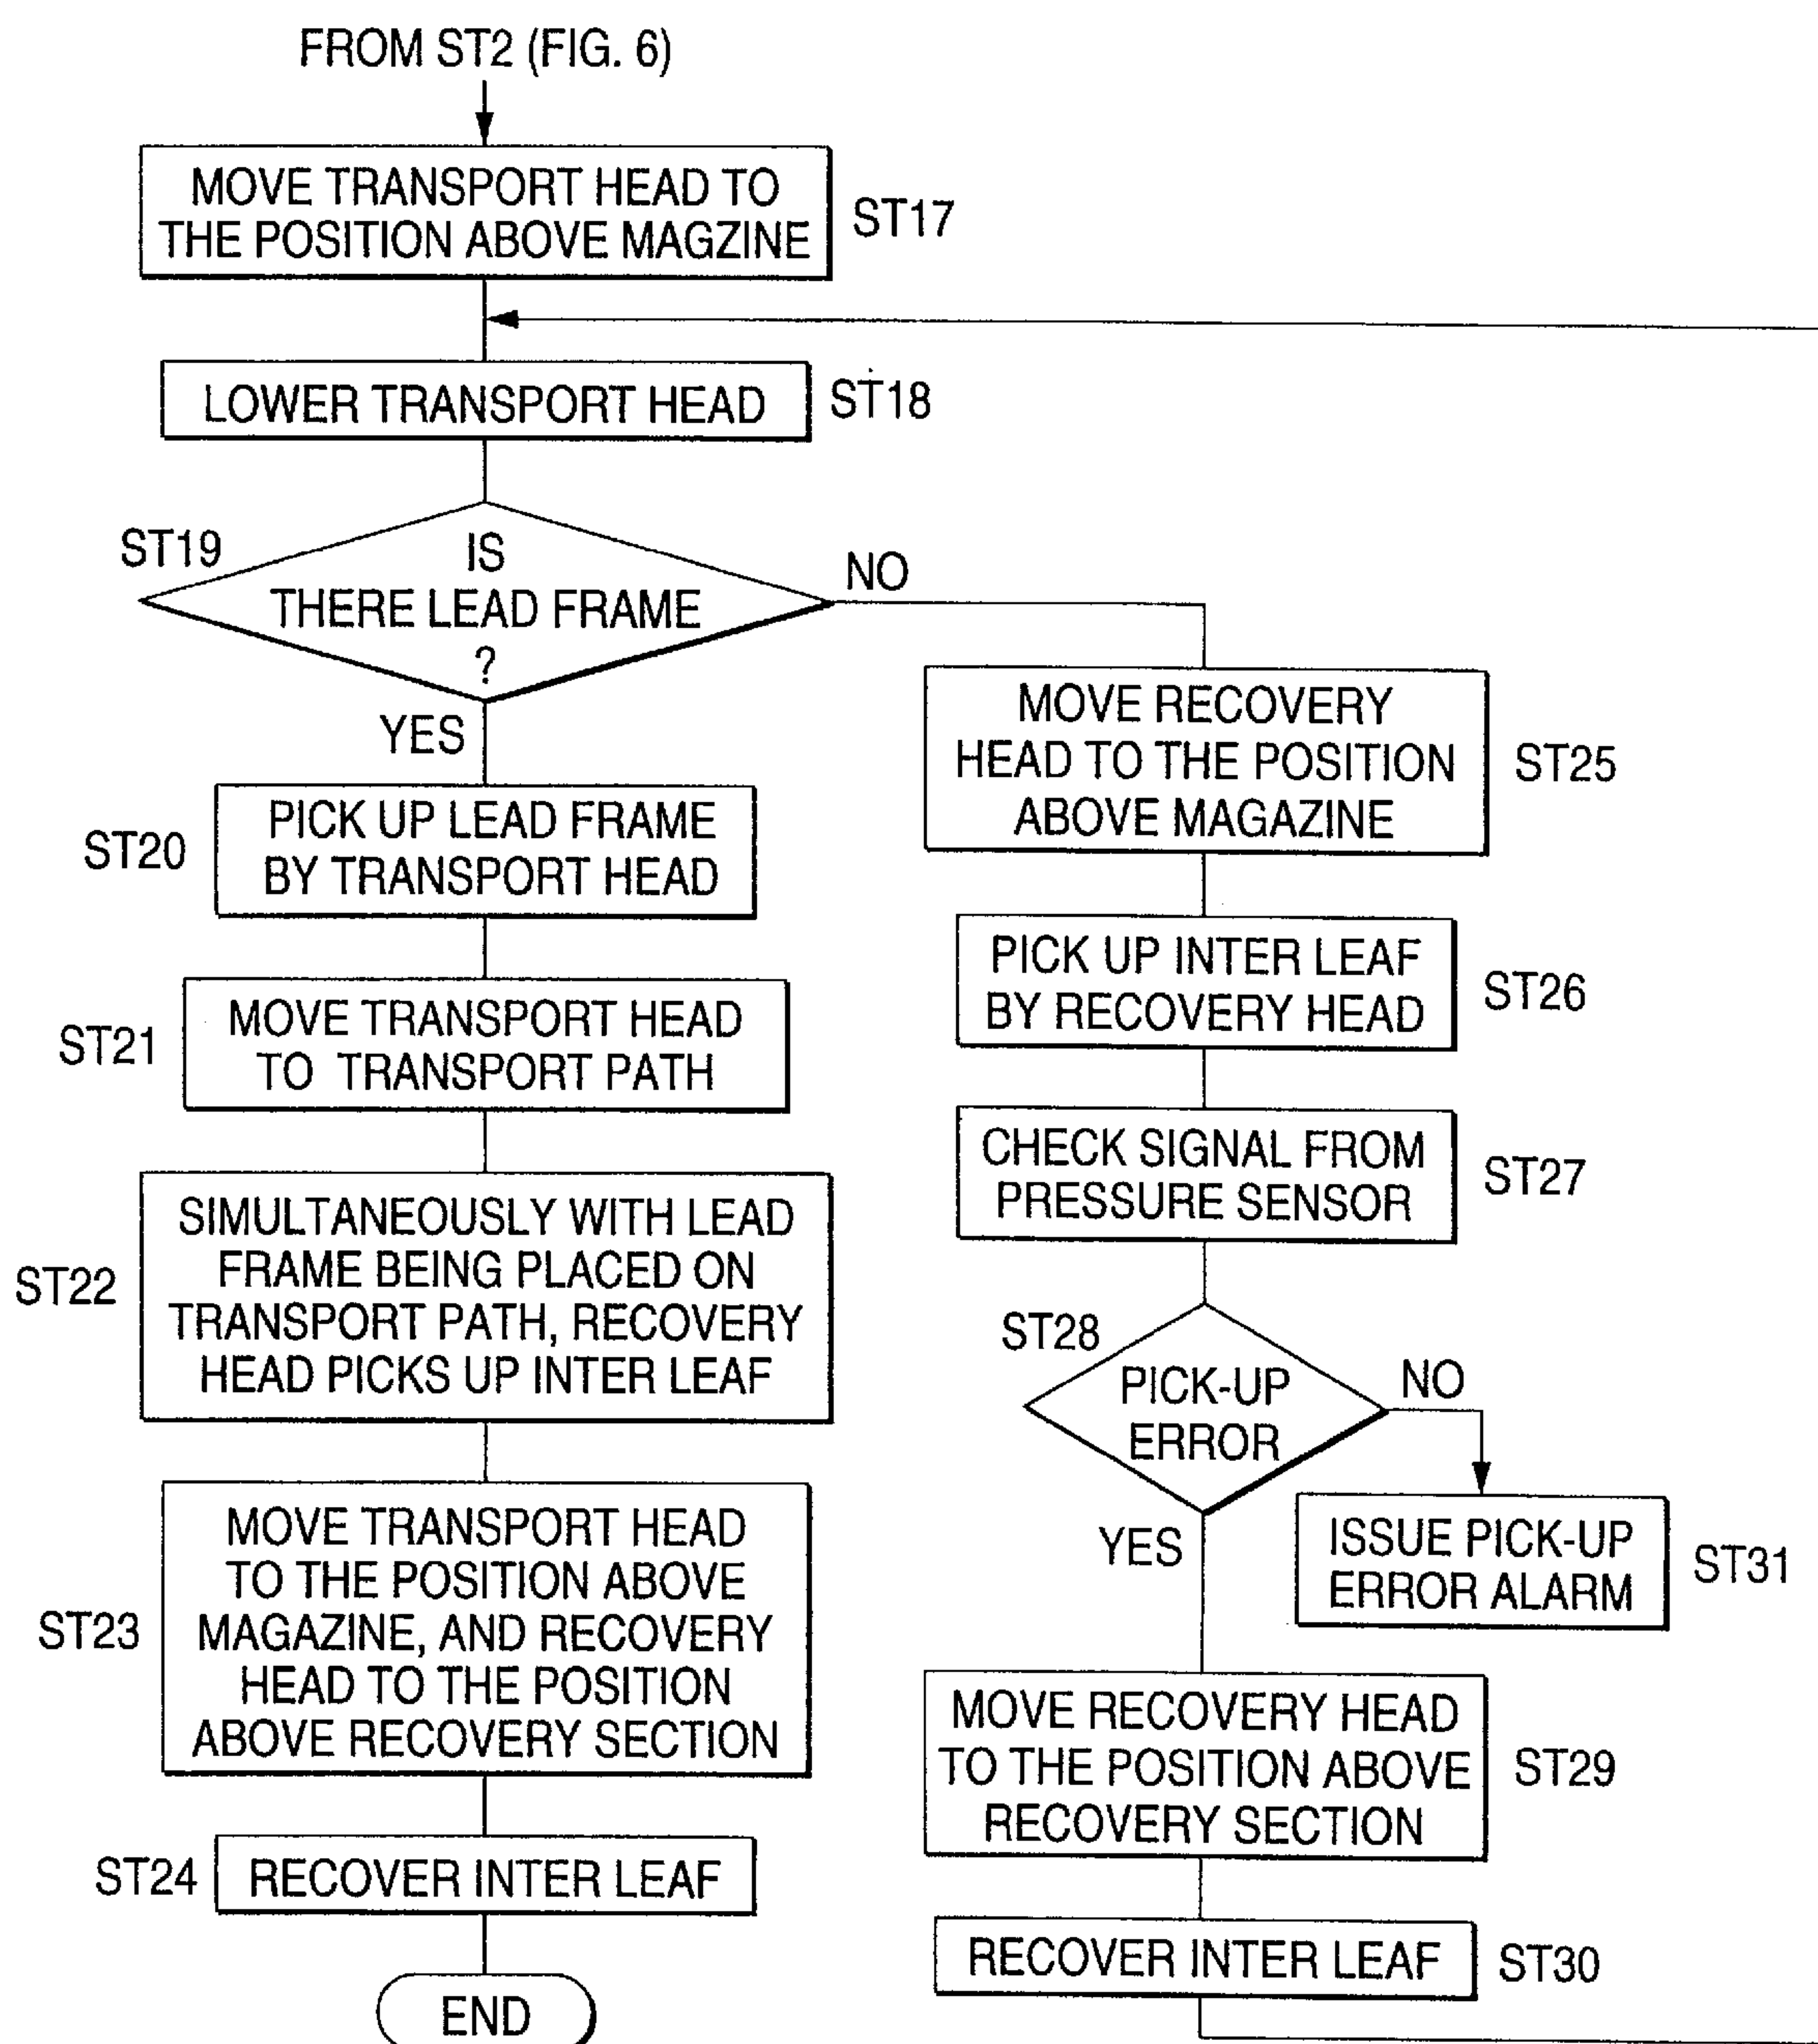 FROM ST2 (FIG. 6)
MOVE TRANSPORT HEAD TO
THE POSITION ABOVE MAGZINE
ST17
LOWER TRANSPORT HEAD
ST18
ST19
IS
THERE LEAD FRAME
?
NO
YES
ST20
PICK UP LEAD FRAME
BY TRANSPORT HEAD
ST21
MOVE TRANSPORT HEAD
TO TRANSPORT PATH
ST22
SIMULTANEOUSLY WITH LEAD
FRAME BEING PLACED ON
TRANSPORT PATH, RECOVERY
HEAD PICKS UP INTER LEAF
ST23
MOVE TRANSPORT HEAD
TO THE POSITION ABOVE
MAGAZINE, AND RECOVERY
HEAD TO THE POSITION
ABOVE RECOVERY SECTION
ST24
RECOVER INTER LEAF
END
MOVE RECOVERY
HEAD TO THE POSITION
ABOVE MAGAZINE
ST25
PICK UP INTER LEAF
BY RECOVERY HEAD
ST26
CHECK SIGNAL FROM
PRESSURE SENSOR
ST27
ST28
PICK-UP
ERROR
NO
YES
ISSUE PICK-UP
ERROR ALARM
ST31
MOVE RECOVERY HEAD
TO THE POSITION ABOVE
RECOVERY SECTION
ST29
RECOVER INTER LEAF
ST30